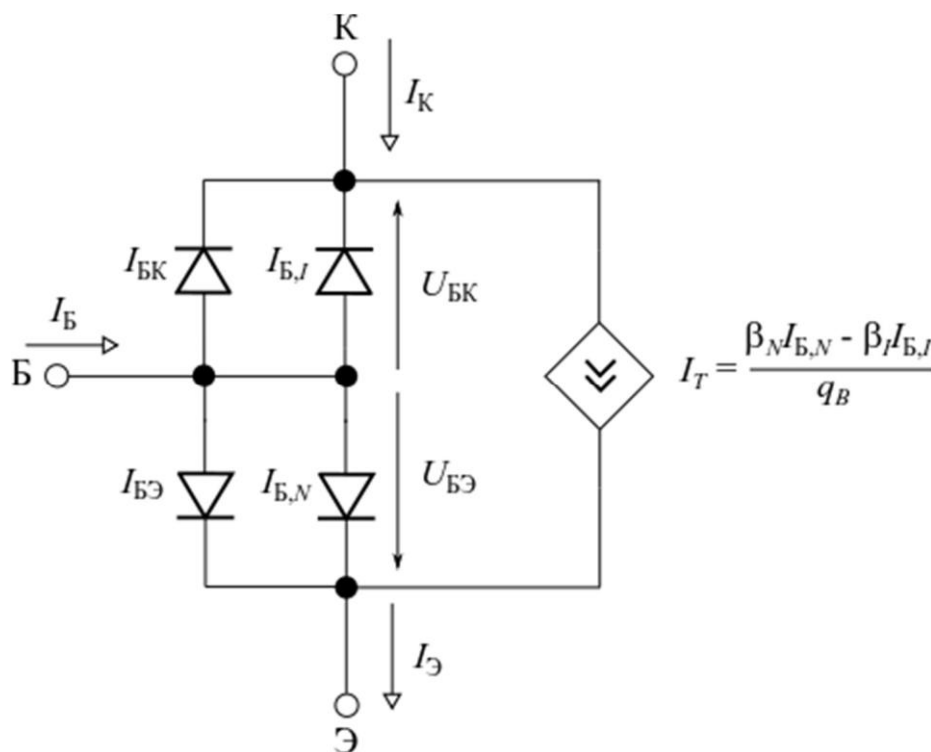 К
I_К
I_БК
I_Б,I
U_БК
I_Б
Б
I_T = (β_N I_Б,N - β_I I_Б,I) / q_B
I_БЭ
I_Б,N
U_БЭ
I_Э
Э